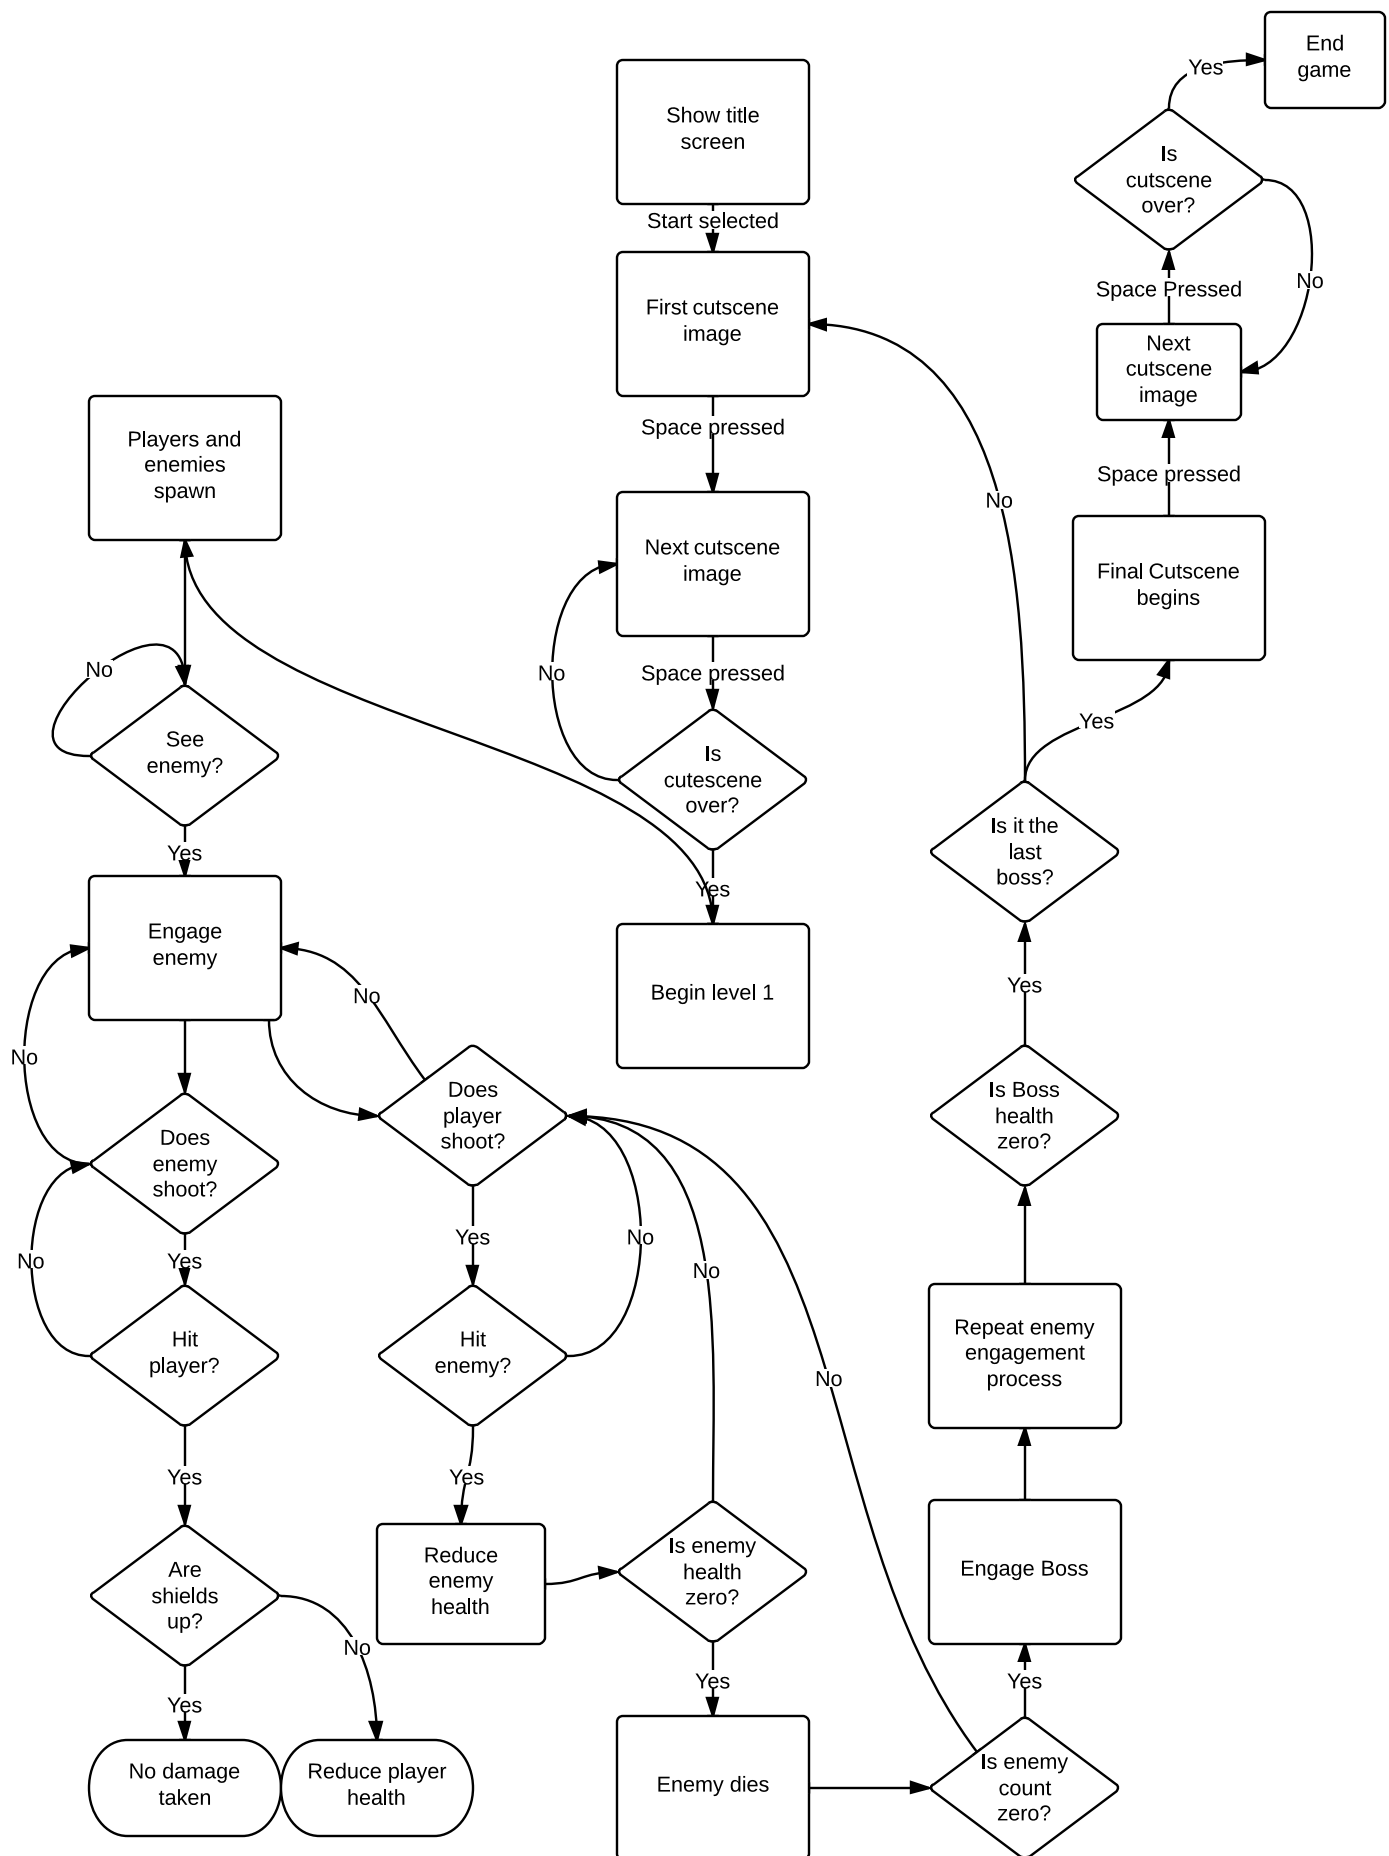 End
game
Yes
Is
cutscene
over?
No
Space Pressed
Next
cutscene
image
Space pressed
Final Cutscene
begins
Yes
No
Is it the
last
boss?
Yes
Is Boss
health
zero?
Repeat enemy
engagement
process
Engage Boss
Yes
Is enemy
count
zero?
Show title
screen
Start selected
First cutscene
image
Space pressed
Next cutscene
image
Space pressed
No
Is
cutescene
over?
Yes
Begin level 1
Players and
enemies
spawn
No
See
enemy?
Yes
Engage
enemy
No
No
Does
enemy
shoot?
Does
player
shoot?
No
Yes
Yes
No
No
No
Hit
player?
Hit
enemy?
Yes
Yes
Are
shields
up?
Reduce
enemy
health
Is enemy
health
zero?
No
Yes
Yes
No damage
taken
Reduce player
health
Enemy dies